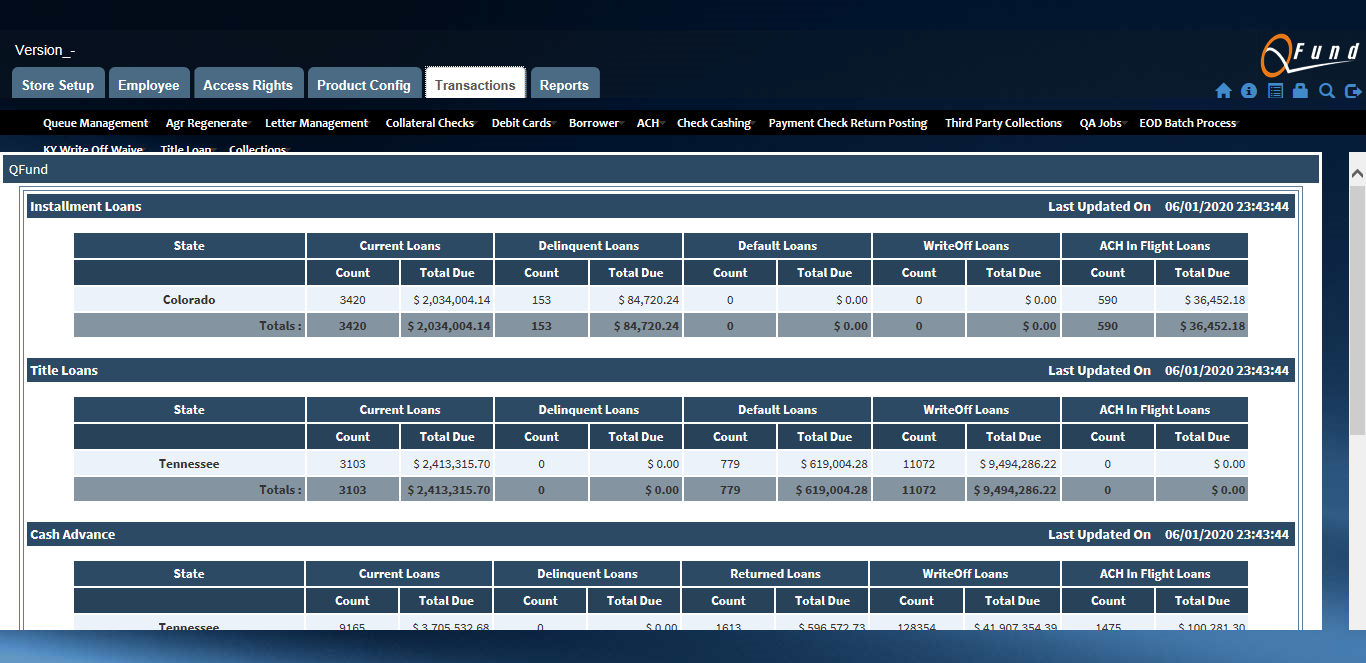 Version_-
QFund
Store Setup Employee Access Rights Product Config Transactions Reports
Queue Management Agr Regenerate Letter Management Collateral Checks Debit Cards Borrower ACH Check Cashing Payment Check Return Posting Third Party Collections QA Jobs EOD Batch Process
KY Write Off Waive Title Loan Collections
QFund
Installment Loans Last Updated On 06/01/2020 23:43:44
State Current Loans Delinquent Loans Default Loans WriteOff Loans ACH In Flight Loans
Count Total Due Count Total Due Count Total Due Count Total Due Count Total Due
Colorado 3420 $ 2,034,004.14 153 $ 84,720.24 0 $ 0.00 0 $ 0.00 590 $ 36,452.18
Totals : 3420 $ 2,034,004.14 153 $ 84,720.24 0 $ 0.00 0 $ 0.00 590 $ 36,452.18
Title Loans Last Updated On 06/01/2020 23:43:44
State Current Loans Delinquent Loans Default Loans WriteOff Loans ACH In Flight Loans
Count Total Due Count Total Due Count Total Due Count Total Due Count Total Due
Tennessee 3103 $ 2,413,315.70 0 $ 0.00 779 $ 619,004.28 11072 $ 9,494,286.22 0 $ 0.00
Totals : 3103 $ 2,413,315.70 0 $ 0.00 779 $ 619,004.28 11072 $ 9,494,286.22 0 $ 0.00
Cash Advance Last Updated On 06/01/2020 23:43:44
State Current Loans Delinquent Loans Returned Loans WriteOff Loans ACH In Flight Loans
Count Total Due Count Total Due Count Total Due Count Total Due Count Total Due
Tennessee 9165 $ 3,705,532.68 0 $ 0.00 1613 $ 596,572.73 128354 $ 41,907,354.39 1475 $ 100,281.30